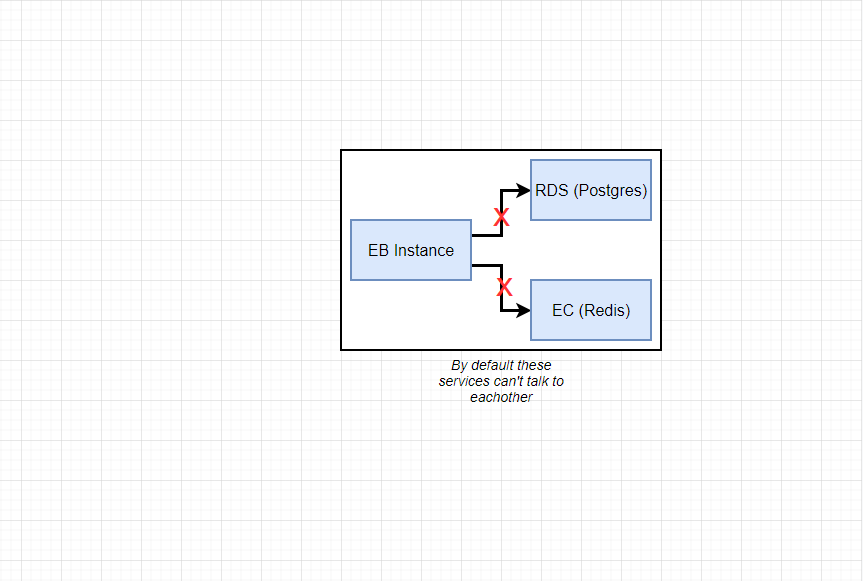 RDS (Postgres)
X
EB Instance
X
EC (Redis)
By default these
services can't talk to
eachother